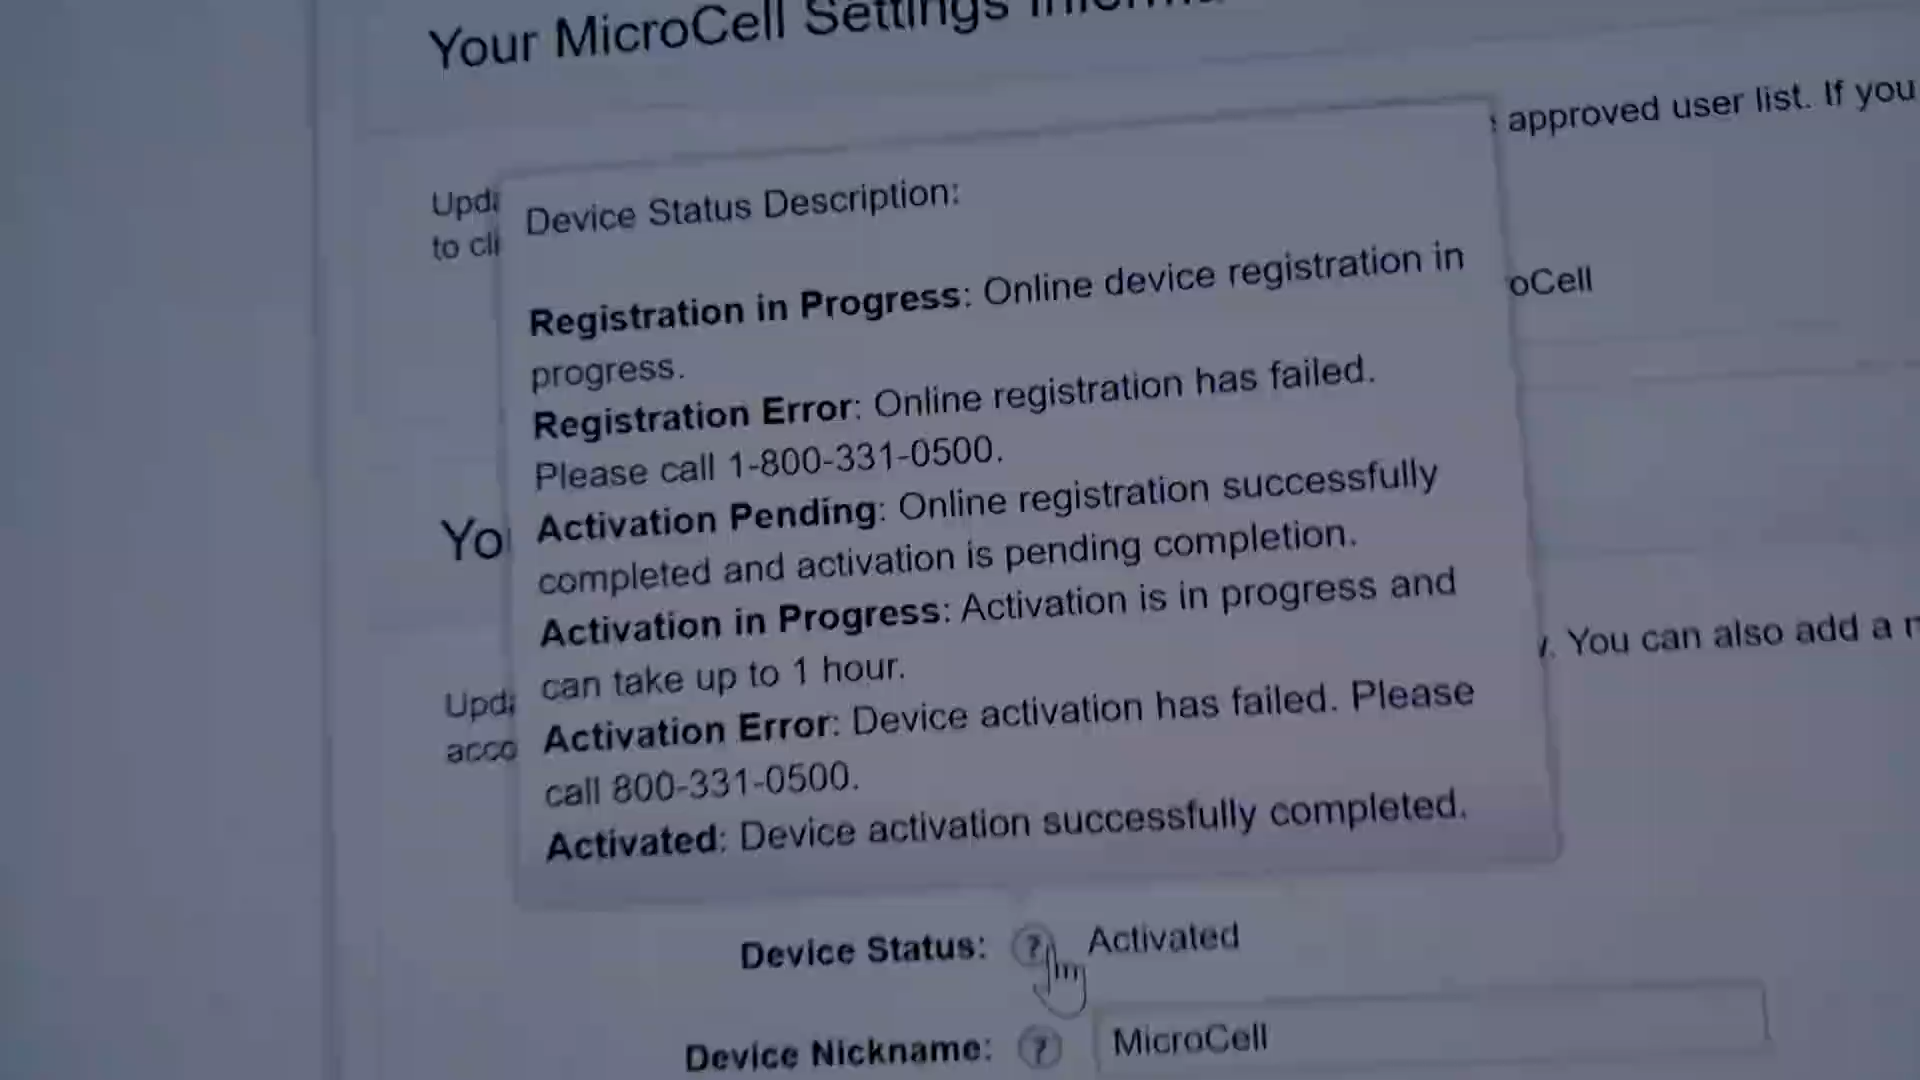 Your MicroCell Settings
approved user list. If you
Device Status Description:
to
Registration in Progress: Online device registration in
progress.
Registration Error: Online registration has failed.
Please call 1-800-331-0500.
Activation Pending: Online registration successfully
completed and activation is pending completion.
Activation in Progress: Activation is in progress and
. You can also add a
can take up to 1 hour.
Activation Error: Device activation has failed. Please
call 800-331-0500.
Activated: Device activation successfully completed.
Device Status: ? Activated
Device Nickname: ? MicroCell